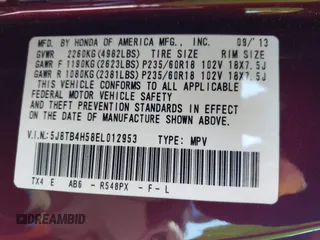 MFD. BY HONDA OF AMERICA MFG., INC. 08/'13
GVWR 2260KG(4982LBS) TIRE SIZE RIM SIZE
GAWR F 1190KG(2623LBS) P235/60R18 102V 18X7.5J
GAWR R 1080KG(2381LBS) P235/60R18 102V 18X7.5J
THIS VEHICLE CONFORMS TO ALL APPLICABLE
FEDERAL MOTOR VEHICLE SAFETY AND THEFT
PREVENTION STANDARDS IN EFFECT ON THE DATE OF
MANUFACTURE SHOWN ABOVE.
V.I.N.: 5J8TB4H58EL012953 TYPE: MPV
TX4 E AB6 - R548PX - F - L
DREAMBID